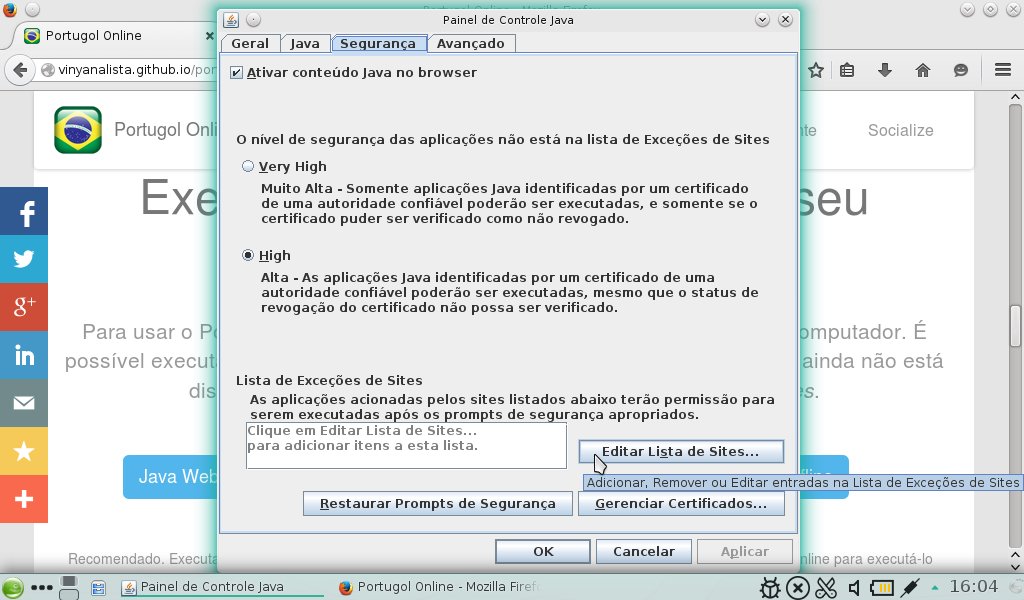 Portugol Online - Mozilla Firefox
Painel de Controle Java
Portugol Online
vinyanalista.github.io/por
Geral
Java
Segurança
Avançado
Ativar conteúdo Java no browser
Portugol Onli
nte
Socialize
O nível de segurança das aplicações não está na lista de Exceções de Sites
Very High
Muito Alta - Somente aplicações Java identificadas por um certificado
de uma autoridade confiável poderão ser executadas, e somente se o
certificado puder ser verificado como não revogado.
Exe
seu
High
Alta - As aplicações Java identificadas por um certificado de uma
autoridade confiável poderão ser executadas, mesmo que o status de
revogação do certificado não possa ser verificado.
Para usar o Po
omputador. É
possível executa
ainda não está
dis
es.
Lista de Exceções de Sites
As aplicações acionadas pelos sites listados abaixo terão permissão para
serem executadas após os prompts de segurança apropriados.
Clique em Editar Lista de Sites...
para adicionar itens a esta lista.
Editar Lista de Sites...
Java Web
ffline
Adicionar, Remover ou Editar entradas na Lista de Exceções de Sites
Restaurar Prompts de Segurança
Gerenciar Certificados...
OK
Cancelar
Aplicar
Recomendado. Executa
nline para executá-lo
Painel de Controle Java
Portugol Online - Mozilla Firef
16:04